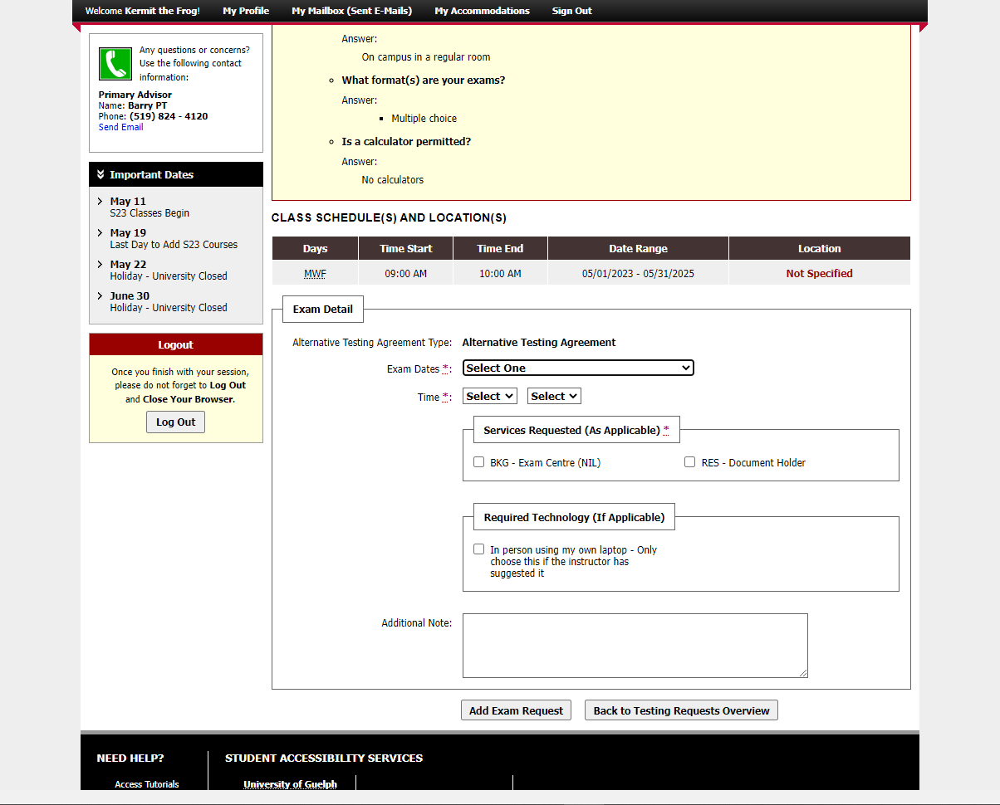 Welcome Kermit the Frog! My Profile My Mailbox (Sent E-Mails) My Accommodations Sign Out
Any questions or concerns?
Use the following contact
information:
Primary Advisor
Name: Barry PT
Phone: (519) 824 - 4120
Send Email
Important Dates
May 11
S23 Classes Begin
May 19
Last Day to Add S23 Courses
May 22
Holiday - University Closed
June 30
Holiday - University Closed
Logout
Once you finish with your session,
please do not forget to Log Out
and Close Your Browser.
Log Out
Answer:
On campus in a regular room
What format(s) are your exams?
Answer:
Multiple choice
Is a calculator permitted?
Answer:
No calculators
CLASS SCHEDULE(S) AND LOCATION(S)
Days Time Start Time End Date Range Location
MWF 09:00 AM 10:00 AM 05/01/2023 - 05/31/2025 Not Specified
Exam Detail
Alternative Testing Agreement Type: Alternative Testing Agreement
Exam Dates *: Select One
Time *: Select Select
Services Requested (As Applicable) *
BKG - Exam Centre (NIL) RES - Document Holder
Required Technology (If Applicable)
In person using my own laptop - Only
choose this if the instructor has
suggested it
Additional Note:
Add Exam Request Back to Testing Requests Overview
NEED HELP? STUDENT ACCESSIBILITY SERVICES
Access Tutorials University of Guelph